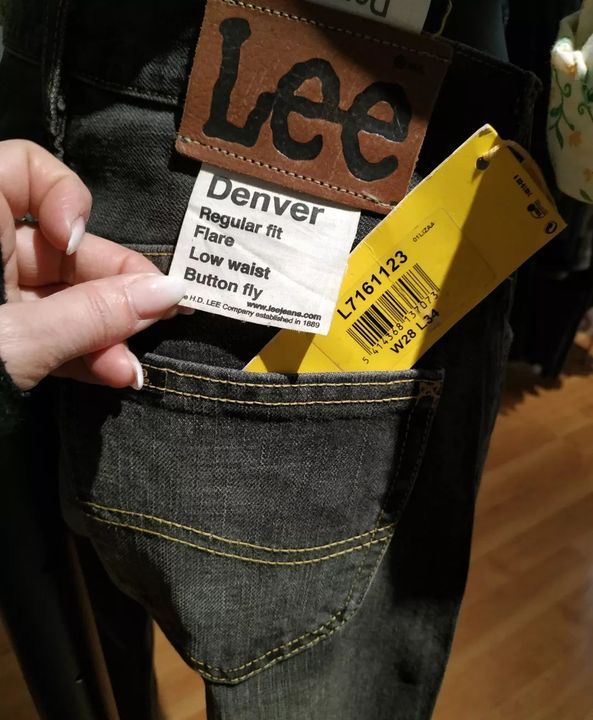 Lee
Denver
Regular fit
Flare
Low waist
Button fly
www.leejeans.com
H.D. LEE Company established in 1889
01LIZAA
L7161123
W28 L34